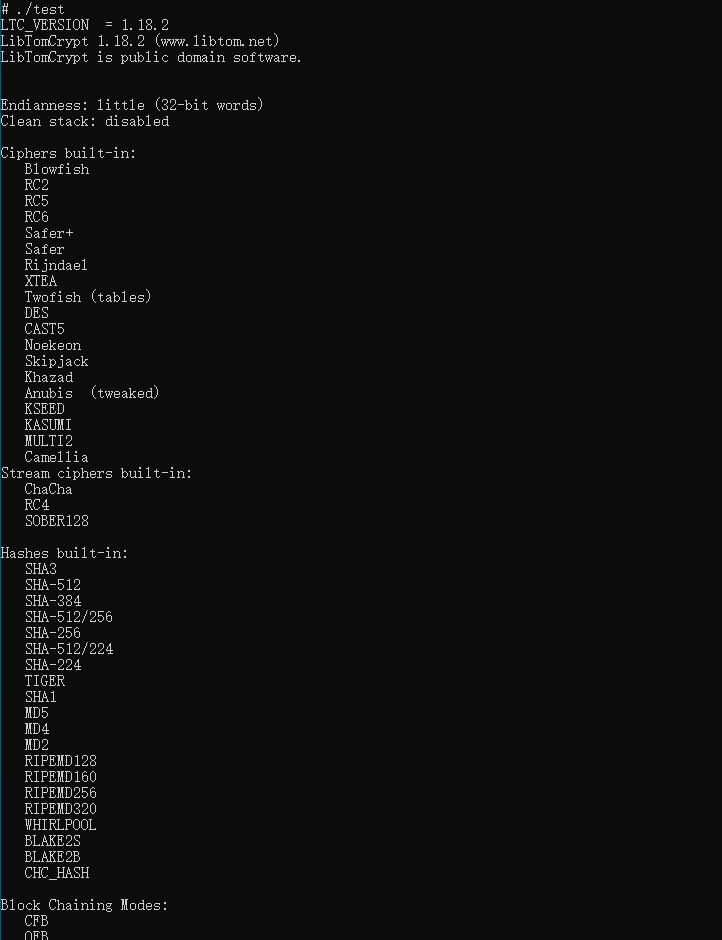 # ./test
LTC_VERSION  = 1.18.2
LibTomCrypt 1.18.2 (www.libtom.net)
LibTomCrypt is public domain software.
Endianness: little (32-bit words)
Clean stack: disabled
Ciphers built-in:
Blowfish
RC2
RC5
RC6
Safer+
Safer
Rijndael
XTEA
Twofish (tables)
DES
CAST5
Noekeon
Skipjack
Khazad
Anubis  (tweaked)
KSEED
KASUMI
MULTI2
Camellia
Stream ciphers built-in:
ChaCha
RC4
SOBER128
Hashes built-in:
SHA3
SHA-512
SHA-384
SHA-512/256
SHA-256
SHA-512/224
SHA-224
TIGER
SHA1
MD5
MD4
MD2
RIPEMD128
RIPEMD160
RIPEMD256
RIPEMD320
WHIRLPOOL
BLAKE2S
BLAKE2B
CHC_HASH
Block Chaining Modes:
CFB
OFB